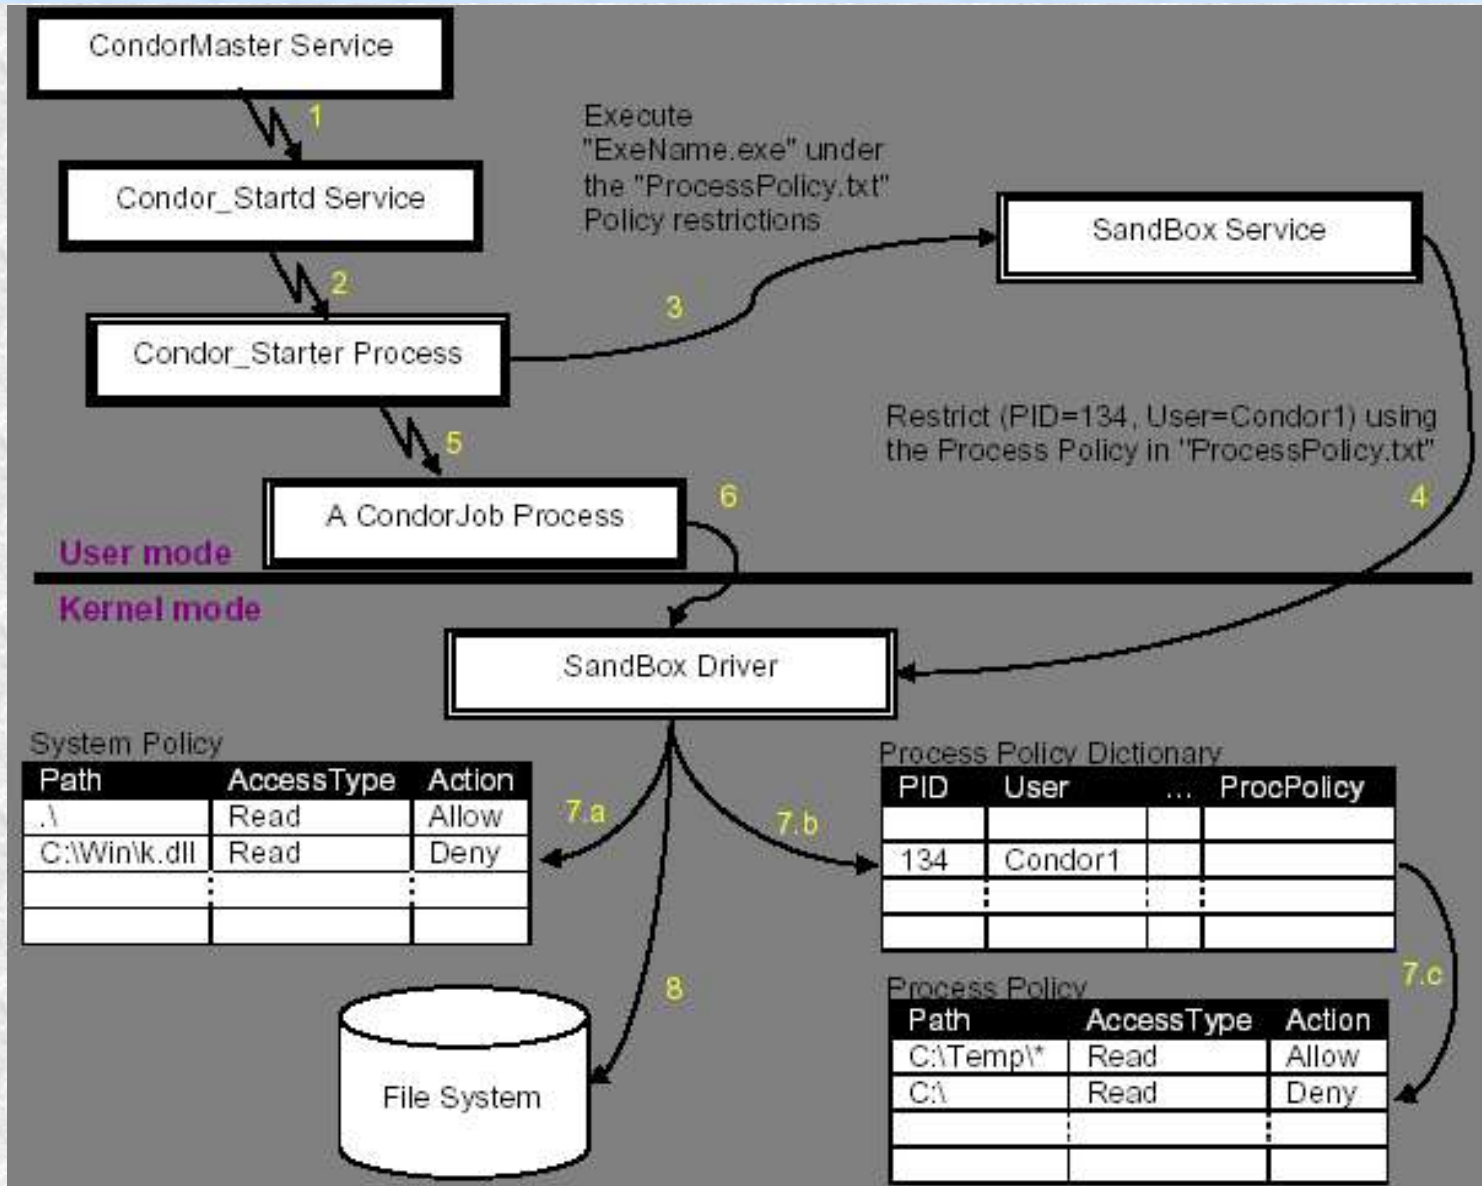 CondorMaster Service
1
Execute
"ExeName.exe" under
the "ProcessPolicy.txt"
Policy restrictions
Condor_Startd Service
SandBox Service
2
3
Condor_Starter Process
Restrict (PID=134, User=Condor1) using
the Process Policy in "ProcessPolicy.txt"
5
4
A CondorJob Process
6
User mode
Kernel mode
SandBox Driver
System Policy
Path AccessType Action
.\ Read Allow
C:\Win\k.dll Read Deny
7.a
7.b
Process Policy Dictionary
PID User ... ProcPolicy
134 Condor1
8
7.c
File System
Process Policy
Path AccessType Action
C:\Temp\* Read Allow
C:\ Read Deny